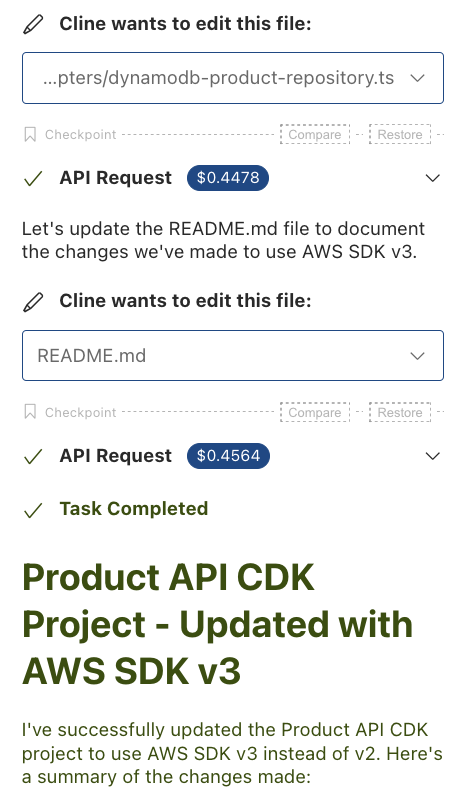 Cline wants to edit this file:
...pters/dynamodb-product-repository.ts
Checkpoint Compare Restore
API Request $0.4478
Let's update the README.md file to document
the changes we've made to use AWS SDK v3.
Cline wants to edit this file:
README.md
Checkpoint Compare Restore
API Request $0.4564
Task Completed
Product API CDK
Project - Updated with
AWS SDK v3
I've successfully updated the Product API CDK
project to use AWS SDK v3 instead of v2. Here's
a summary of the changes made: